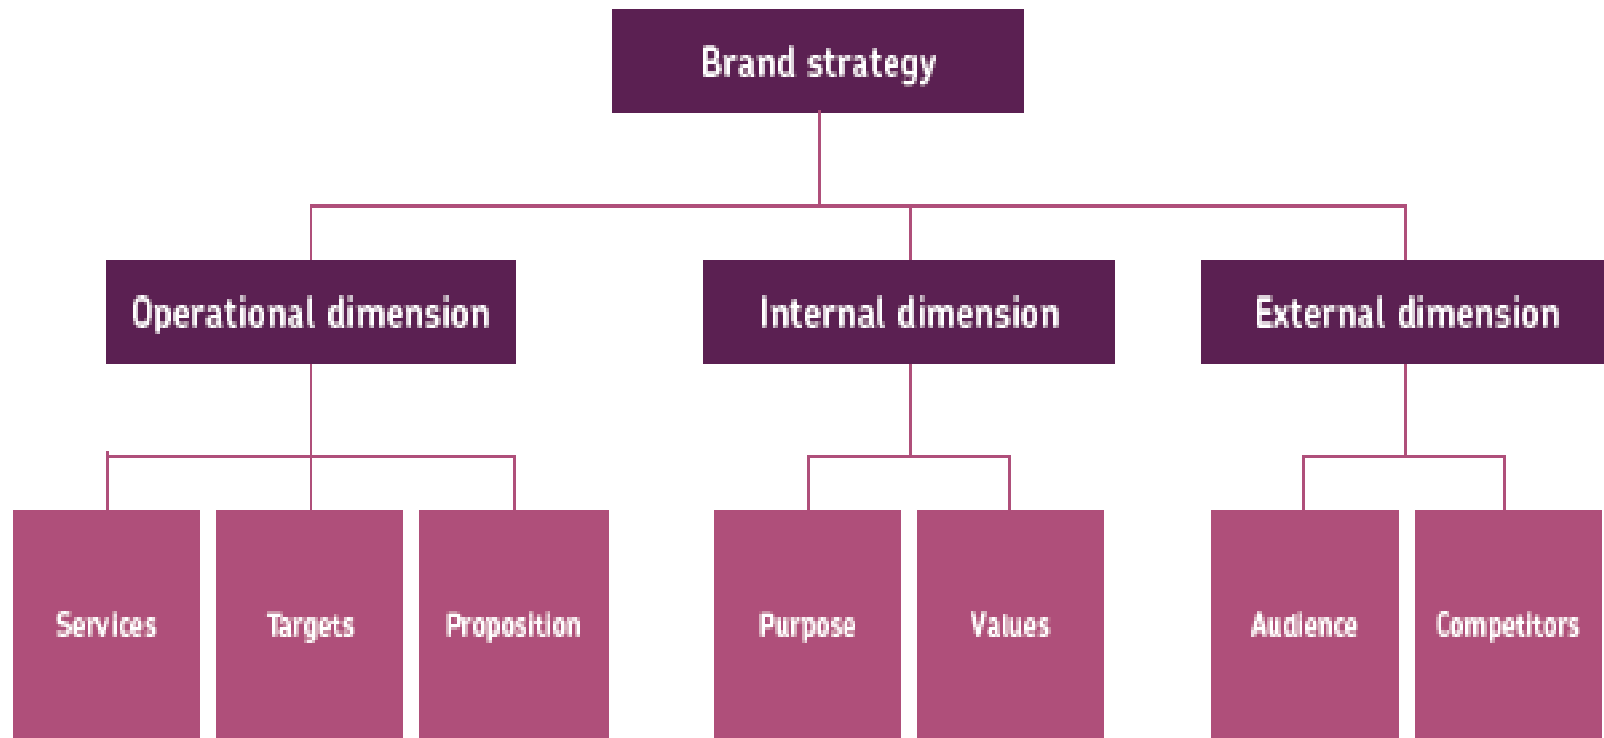 Brand strategy
Operational dimension
Internal dimension
External dimension
Services
Targets
Proposition
Purpose
Values
Audience
Competitors